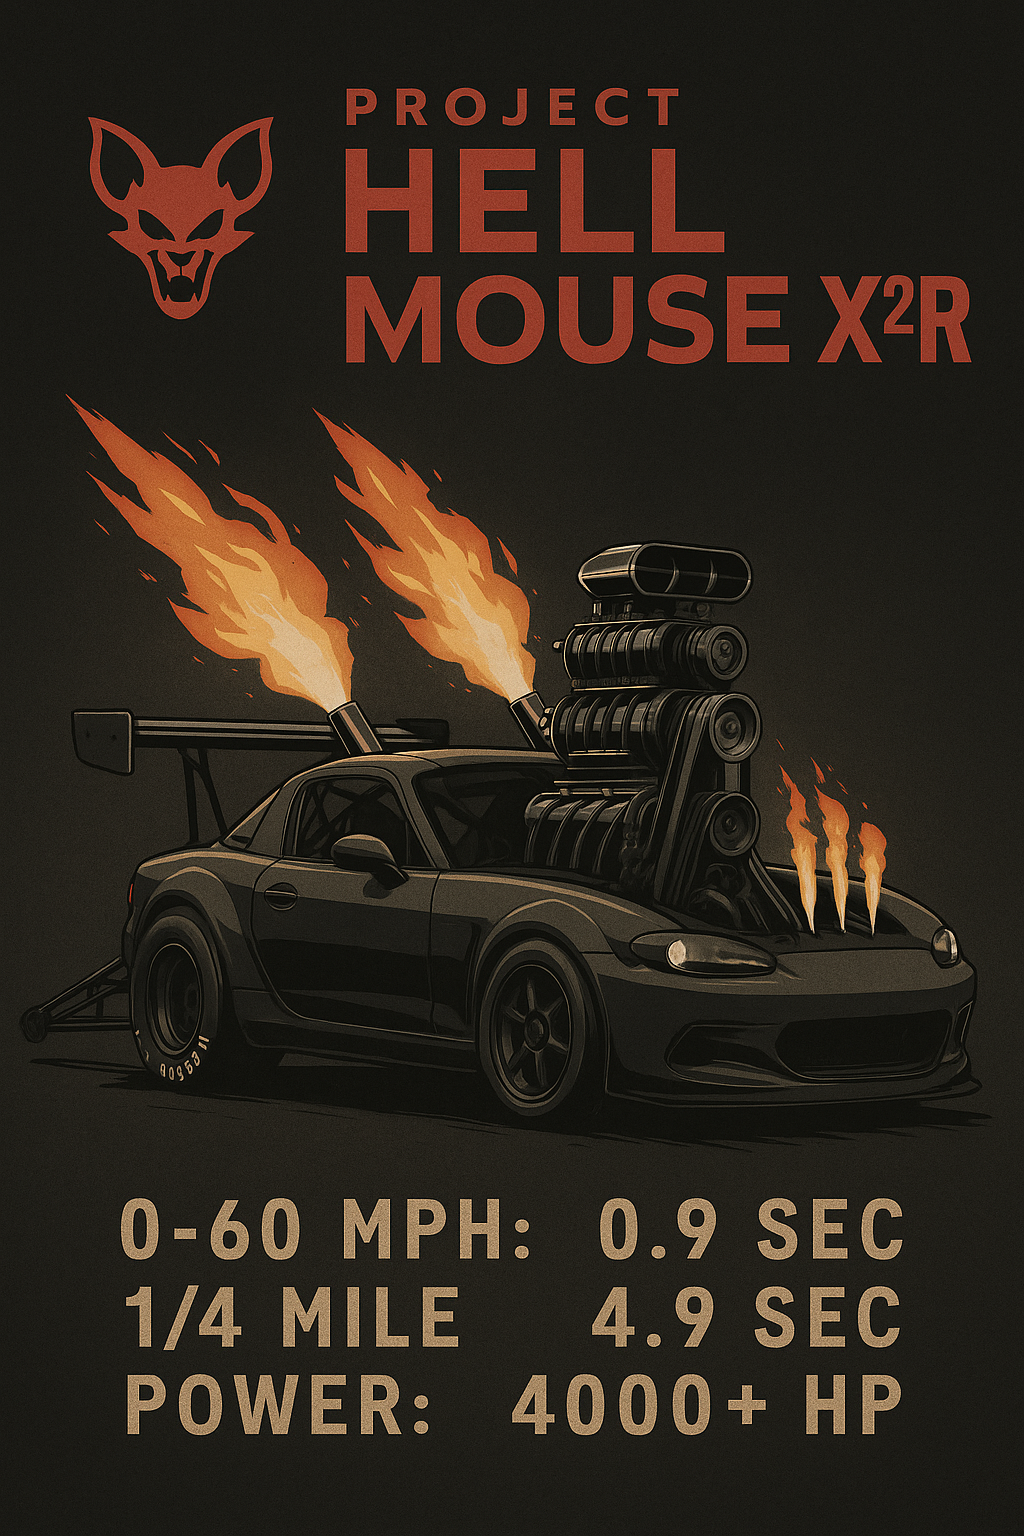 PROJECT
HELL
MOUSE X²R
0-60 MPH: 0.9 SEC
1/4 MILE 4.9 SEC
POWER: 4000+ HP